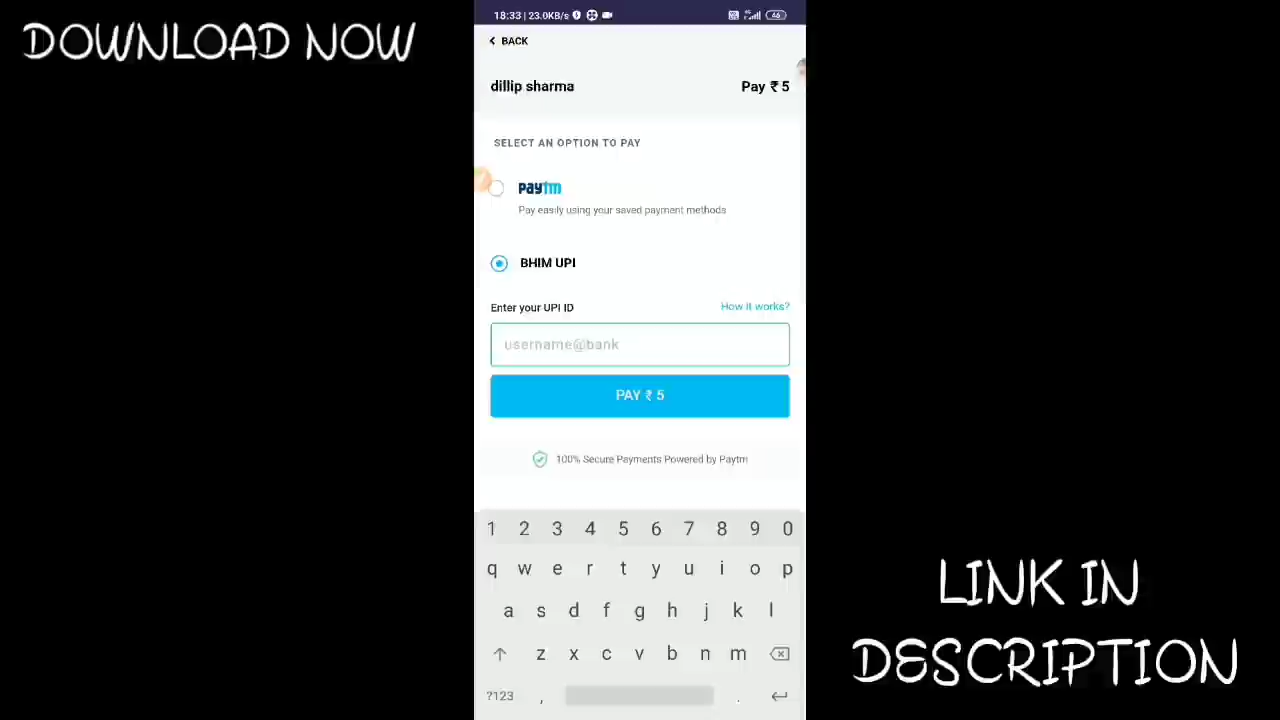 DOWNLOAD NOW
18:33 | 23.0KB/s
46
BACK
dillip sharma
Pay ₹ 5
SELECT AN OPTION TO PAY
paytm
Pay easily using your saved payment methods
BHIM UPI
Enter your UPI ID
How it works?
username@bank
PAY ₹ 5
100% Secure Payments Powered by Paytm
1 2 3 4 5 6 7 8 9 0
q w e r t y u i o p
a s d f g h j k l
z x c v b n m
?123 , .
LINK IN
DESCRIPTION